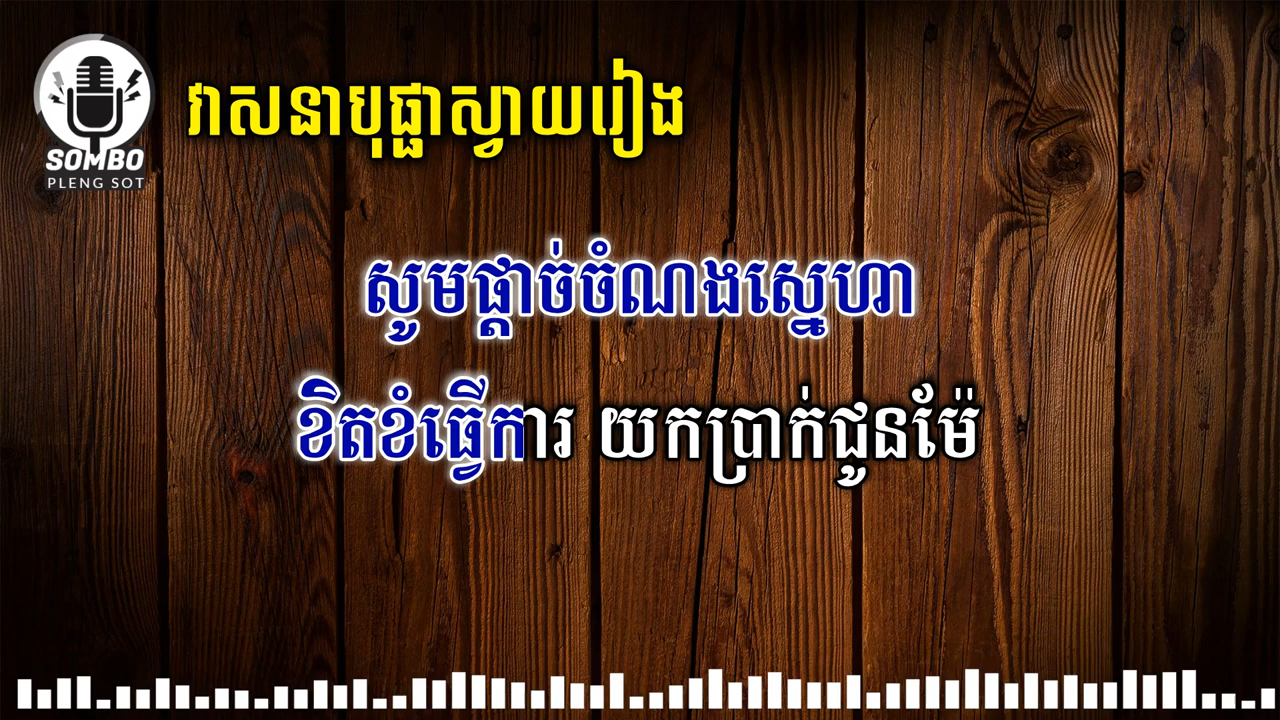 SOMBO
PLENG SOT
វាសនាបុផ្ជាស្វាយរៀង
សូមផ្តាច់ចំណងស្នេហា
ខិតខំធ្វើការ យកប្រាក់ជូនម៉ែ